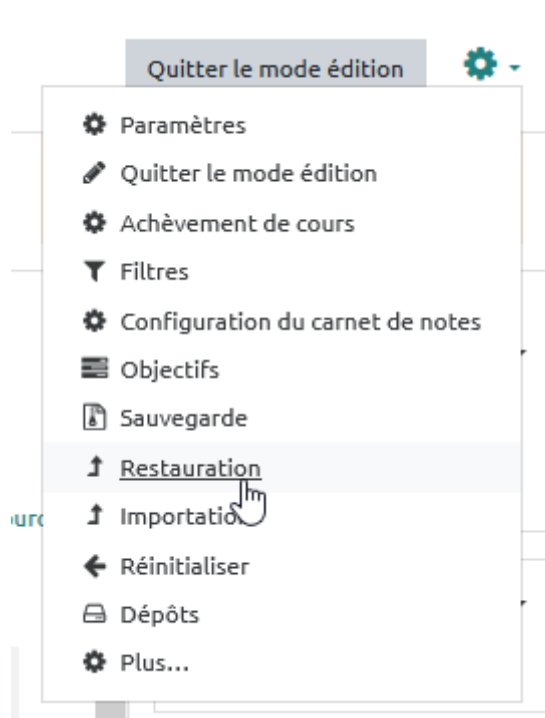 Quitter le mode édition
Paramètres
Quitter le mode édition
Achèvement de cours
Filtres
Configuration du carnet de notes
Objectifs
Sauvegarde
Restauration
Importation
Réinitialiser
Dépôts
Plus...